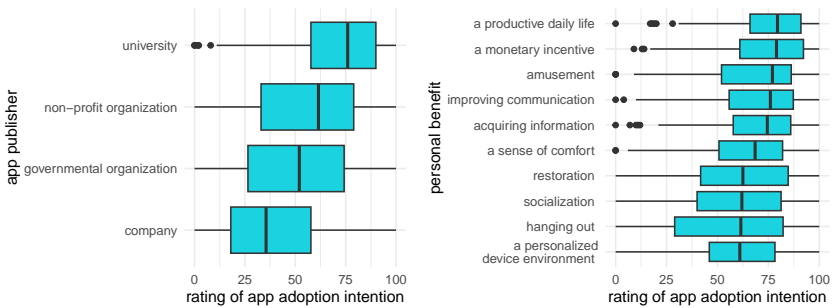 app publisher
university
non−profit organization
governmental organization
company
0 25 50 75 100
rating of app adoption intention
personal benefit
a productive daily life
a monetary incentive
amusement
improving communication
acquiring information
a sense of comfort
restoration
socialization
hanging out
a personalized
device environment
0 25 50 75 100
rating of app adoption intention